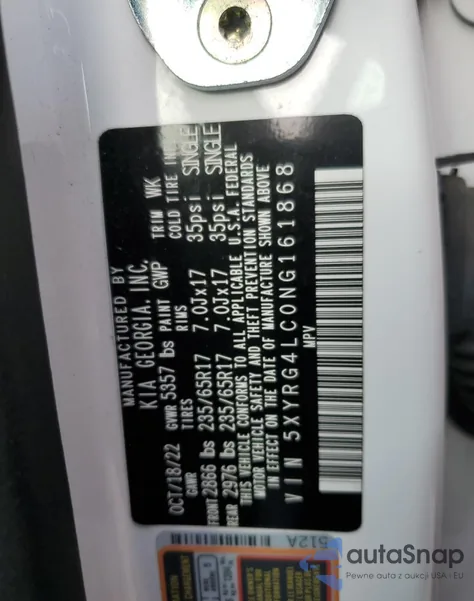 MANUFACTURED BY
KIA GEORGIA, INC.
OCT/18/22 GVWR 5357 lbs PAINT GWP TRIM WK
GAWR TIRES RIMS COLD TIRE
FRONT 2866 lbs 235/65R17 7.0Jx17 35psi SINGLE
REAR 2976 lbs 235/65R17 7.0Jx17 35psi SINGLE
THIS VEHICLE CONFORMS TO ALL APPLICABLE U.S.A. FEDERAL
MOTOR VEHICLE SAFETY AND THEFT PREVENTION STANDARDS
IN EFFECT ON THE DATE OF MANUFACTURE SHOWN ABOVE
VIN 5XYRG4LC0NG161868
MPV
512A
autoSnap
Pewne auta z aukcji USA i EU